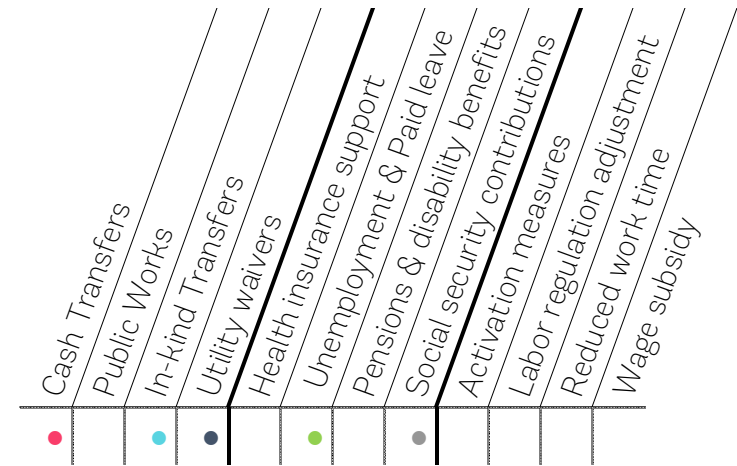 Cash Transfers
Public Works
In-kind Transfers
Utility waivers
Health insurance support
Unemployment & Paid leave
Pensions & disability benefits
Social security contributions
Activation measures
Labor regulation adjustment
Reduced work time
Wage subsidy